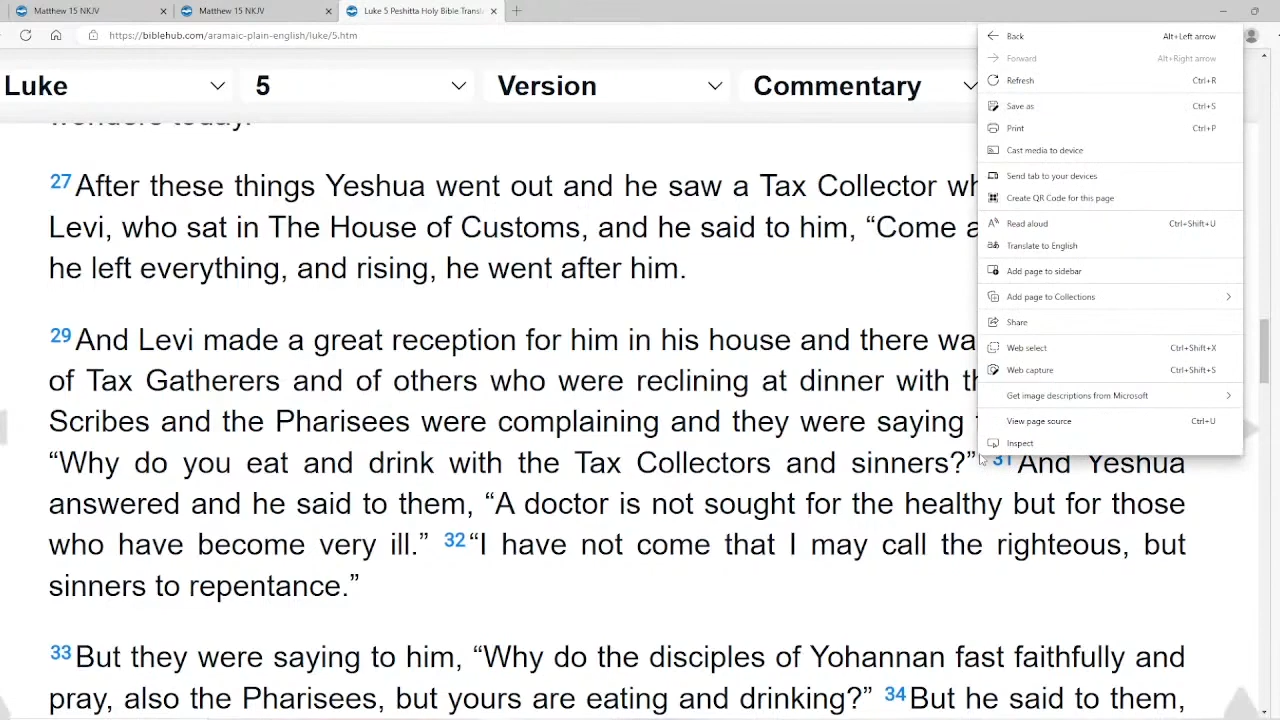 Matthew 15 NKJV
Matthew 15 NKJV
Luke 5 Peshitta Holy Bible Transl
https://biblehub.com/aramaic-plain-english/luke/5.htm
Luke
5
Version
Commentary
wonders today.
27 After these things Yeshua went out and he saw a Tax Collector wh
Levi, who sat in The House of Customs, and he said to him, “Come a
he left everything, and rising, he went after him.
29 And Levi made a great reception for him in his house and there wa
of Tax Gatherers and of others who were reclining at dinner with th
Scribes and the Pharisees were complaining and they were saying
“Why do you eat and drink with the Tax Collectors and sinners?” 31 And Yeshua
answered and he said to them, “A doctor is not sought for the healthy but for those
who have become very ill.” 32 “I have not come that I may call the righteous, but
sinners to repentance.”
33 But they were saying to him, “Why do the disciples of Yohannan fast faithfully and
pray, also the Pharisees, but yours are eating and drinking?” 34 But he said to them,
Back Alt+Left arrow
Forward Alt+Right arrow
Refresh Ctrl+R
Save as Ctrl+S
Print Ctrl+P
Cast media to device
Send tab to your devices
Create QR Code for this page
Read aloud Ctrl+Shift+U
Translate to English
Add page to sidebar
Add page to Collections
Share
Web select Ctrl+Shift+X
Web capture Ctrl+Shift+S
Get image descriptions from Microsoft
View page source Ctrl+U
Inspect